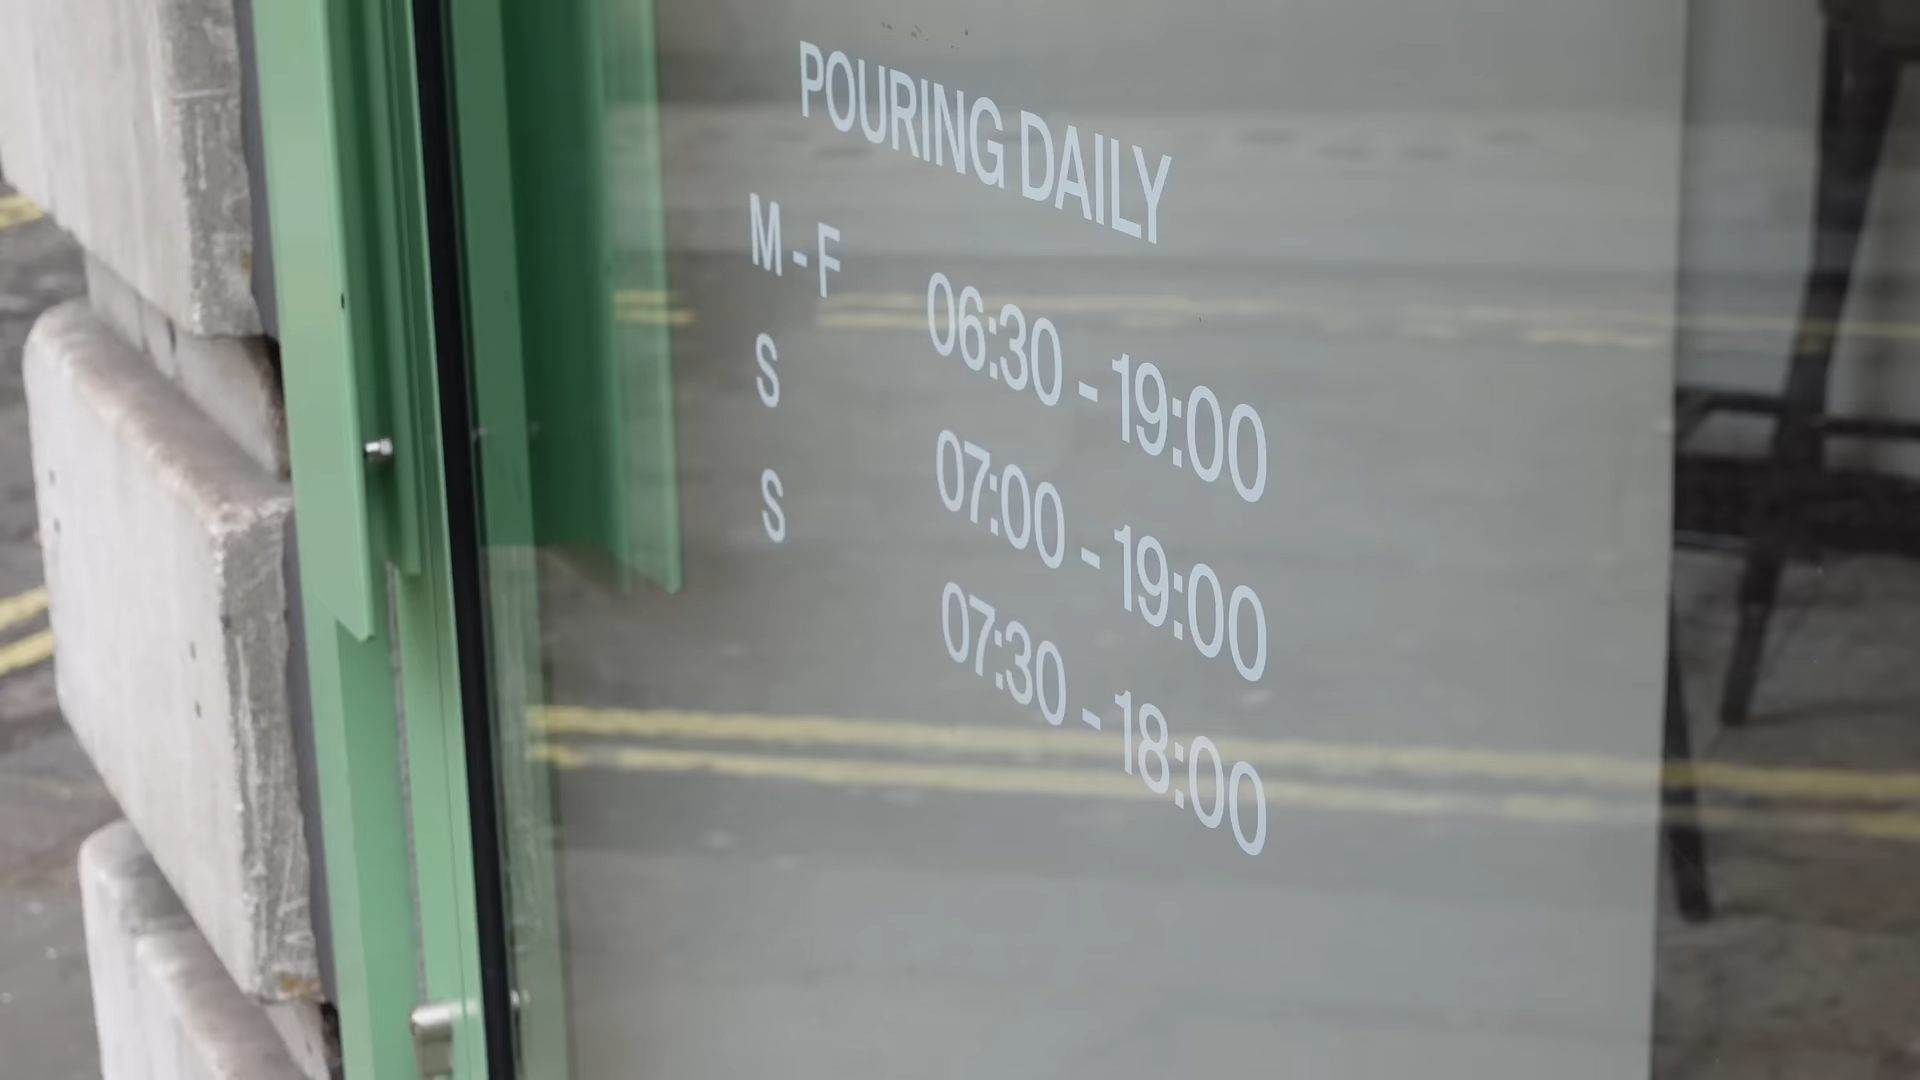 POURING DAILY
M - F 06:30 - 19:00
S 07:00 - 19:00
S 07:30 - 18:00